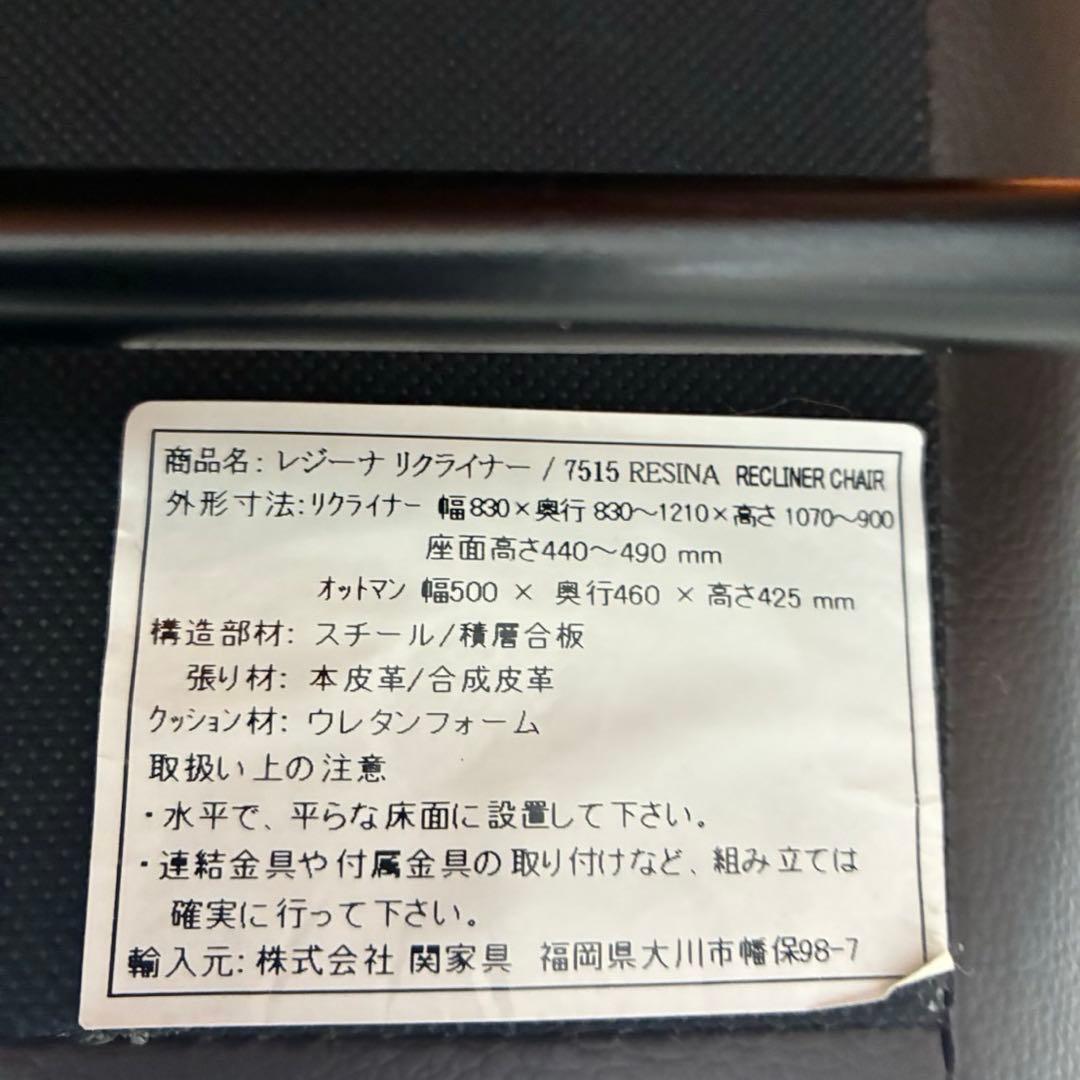 商品名: レジーナ リクライナー / 7515 RESINA RECLINER CHAIR
外形寸法:リクライナー 幅830×奥行 830～1210×高さ 1070～900
座面高さ440～490 mm
オットマン 幅500 × 奥行460 × 高さ425 mm
構造部材: スチール/積層合板
張り材: 本皮革/合成皮革
クッション材: ウレタンフォーム
取扱い上の注意
・水平で、平らな床面に設置して下さい。
・連結金具や付属金具の取り付けなど、組み立ては
確実に行って下さい。
輸入元: 株式会社 関家具 福岡県大川市幡保98-7